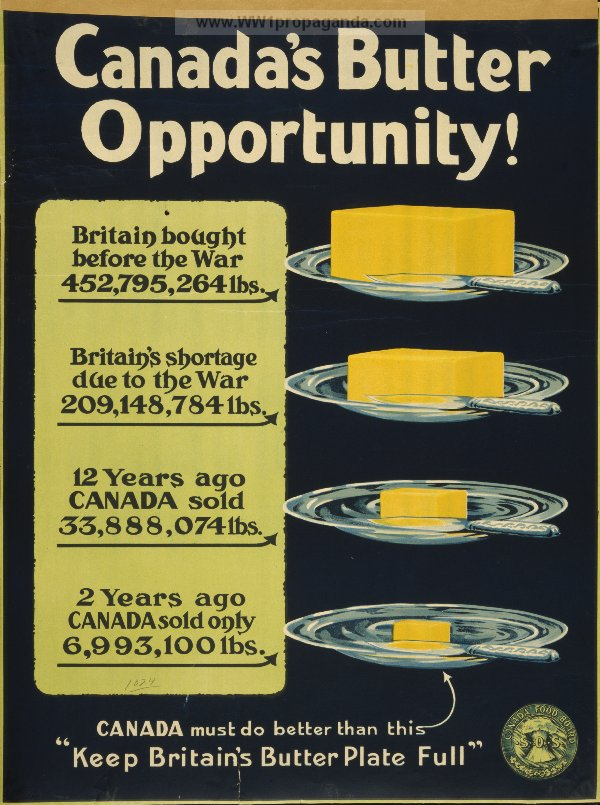 www.WW1propaganda.com
Canada's Butter
Opportunity!
Britain bought
before the War
452,795,264 lbs.
Britain's shortage
due to the War
209,148,784 lbs.
12 Years ago
CANADA sold
33,888,074 lbs.
2 Years ago
CANADA sold only
6,993,100 lbs.
CANADA must do better than this
"Keep Britain's Butter Plate Full"
CANADA FOOD BOARD